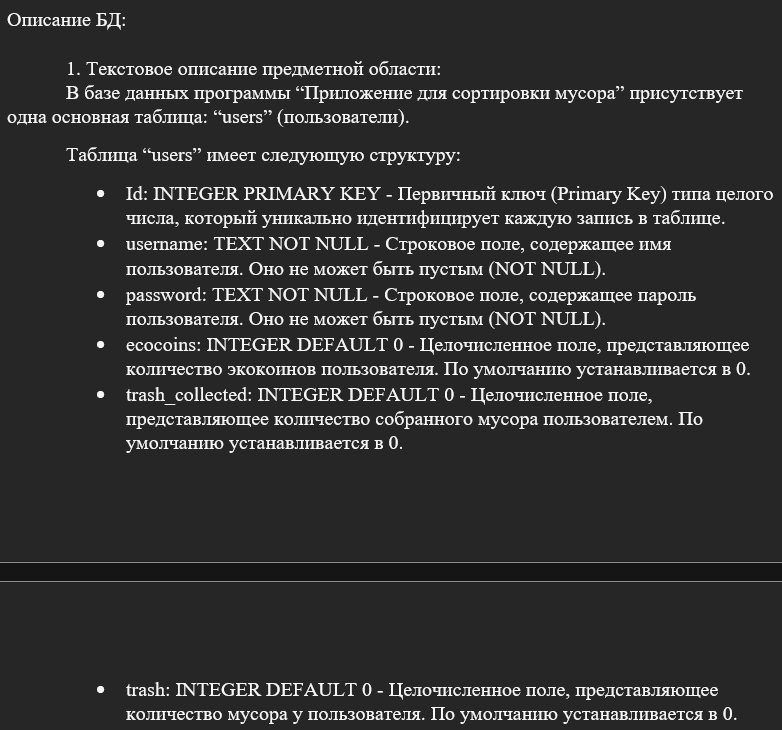 Описание БД:
1. Текстовое описание предметной области:
В базе данных программы “Приложение для сортировки мусора” присутствует
одна основная таблица: “users” (пользователи).
Таблица “users” имеет следующую структуру:
• Id: INTEGER PRIMARY KEY - Первичный ключ (Primary Key) типа целого
числа, который уникально идентифицирует каждую запись в таблице.
• username: TEXT NOT NULL - Строковое поле, содержащее имя
пользователя. Оно не может быть пустым (NOT NULL).
• password: TEXT NOT NULL - Строковое поле, содержащее пароль
пользователя. Оно не может быть пустым (NOT NULL).
• ecocoins: INTEGER DEFAULT 0 - Целочисленное поле, представляющее
количество экокоинов пользователя. По умолчанию устанавливается в 0.
• trash_collected: INTEGER DEFAULT 0 - Целочисленное поле,
представляющее количество собранного мусора пользователем. По
умолчанию устанавливается в 0.
• trash: INTEGER DEFAULT 0 - Целочисленное поле, представляющее
количество мусора у пользователя. По умолчанию устанавливается в 0.